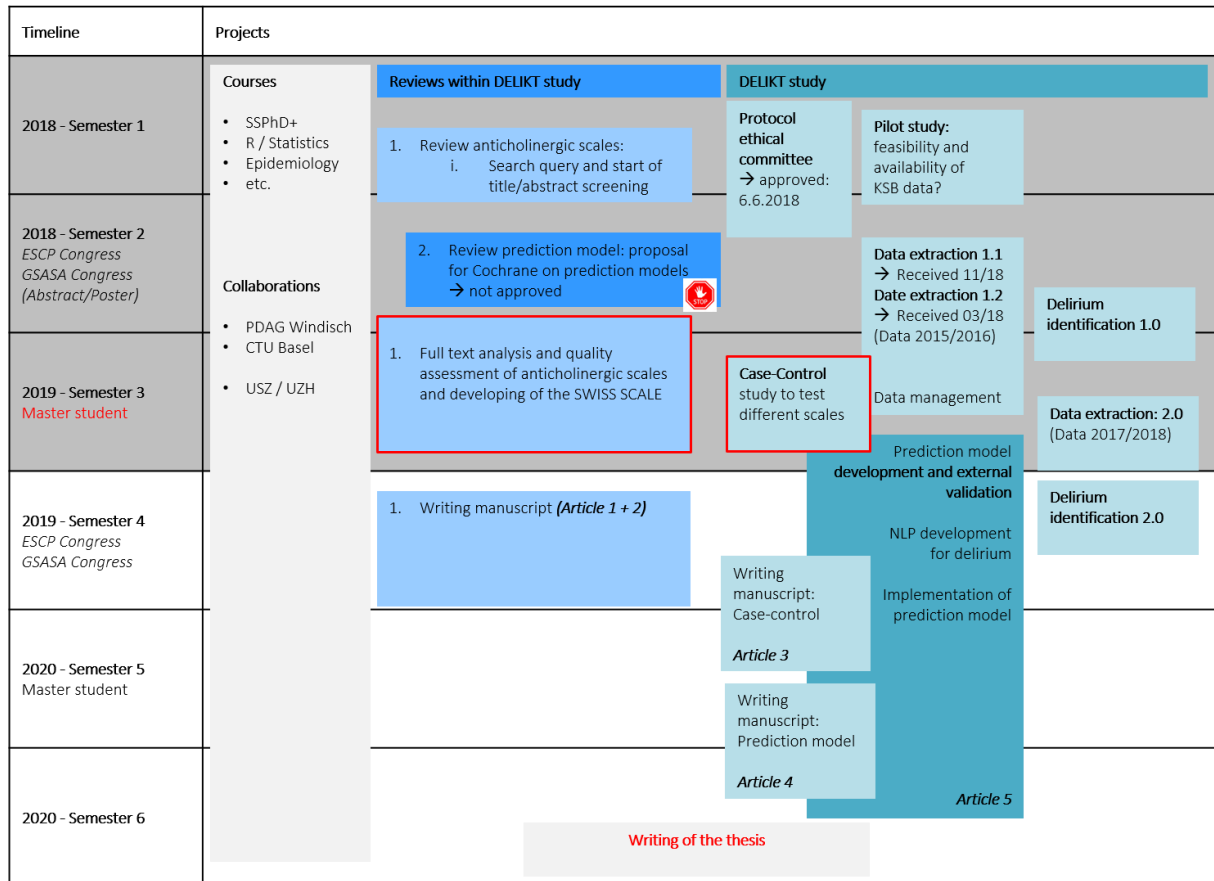 Timeline
Projects
2018 - Semester 1
2018 - Semester 2
ESCP Congress
GSASA Congress
(Abstract/Poster)
2019 - Semester 3
Master student
2019 - Semester 4
ESCP Congress
GSASA Congress
2020 - Semester 5
Master student
2020 - Semester 6
Courses
• SSPhD+
• R / Statistics
• Epidemiology
• etc.
Collaborations
• PDAG Windisch
• CTU Basel
• USZ / UZH
Reviews within DELIKT study
1. Review anticholinergic scales:
i. Search query and start of
title/abstract screening
2. Review prediction model: proposal
for Cochrane on prediction models
→ not approved
STOP
1. Full text analysis and quality
assessment of anticholinergic scales
and developing of the SWISS SCALE
1. Writing manuscript (Article 1 + 2)
DELIKT study
Protocol
ethical
committee
→ approved:
6.6.2018
Pilot study:
feasibility and
availability of
KSB data?
Data extraction 1.1
→ Received 11/18
Date extraction 1.2
→ Received 03/18
(Data 2015/2016)
Data management
Delirium
identification 1.0
Case-Control
study to test
different scales
Data extraction: 2.0
(Data 2017/2018)
Prediction model
development and external
validation
NLP development
for delirium
Implementation of
prediction model
Article 5
Delirium
identification 2.0
Writing
manuscript:
Case-control
Article 3
Writing
manuscript:
Prediction model
Article 4
Writing of the thesis